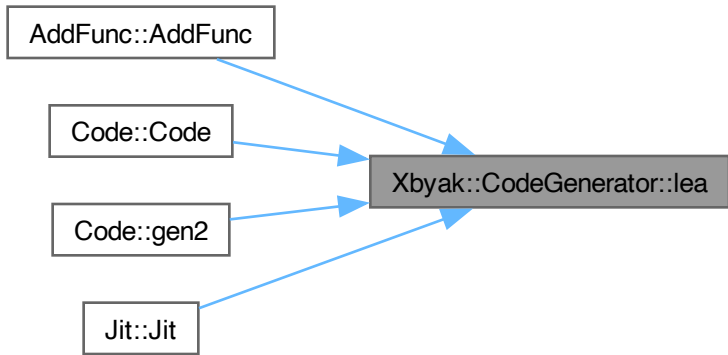 AddFunc::AddFunc
Code::Code
Xbyak::CodeGenerator::lea
Code::gen2
Jit::Jit